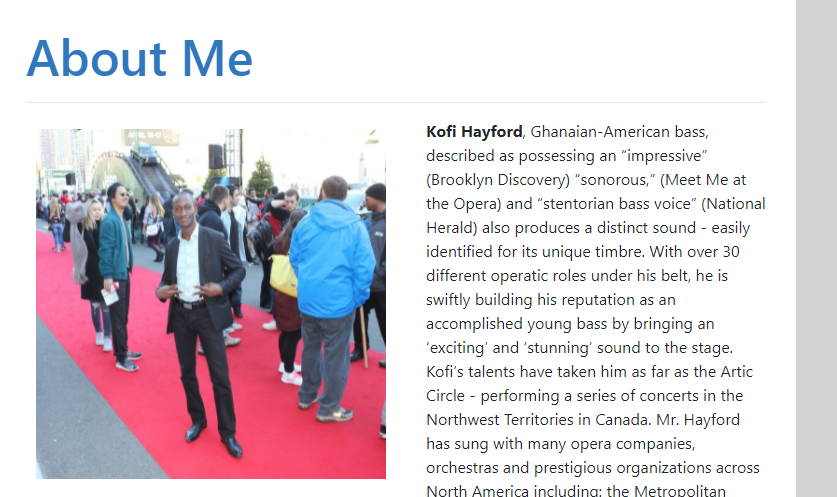 About Me
Kofi Hayford, Ghanaian-American bass,
described as possessing an “impressive”
(Brooklyn Discovery) “sonorous,” (Meet Me at
the Opera) and “stentorian bass voice” (National
Herald) also produces a distinct sound - easily
identified for its unique timbre. With over 30
different operatic roles under his belt, he is
swiftly building his reputation as an
accomplished young bass by bringing an
‘exciting’ and ‘stunning’ sound to the stage.
Kofi’s talents have taken him as far as the Artic
Circle - performing a series of concerts in the
Northwest Territories in Canada. Mr. Hayford
has sung with many opera companies,
orchestras and prestigious organizations across
North America including: the Metropolitan